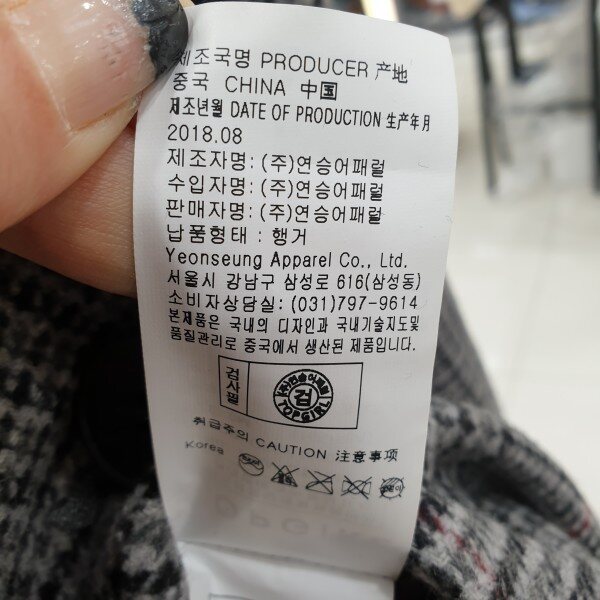 제조국명 PRODUCER 产地
중국 CHINA 中国
제조년월 DATE OF PRODUCTION 生产年月
2018.08
제조자명: (주)연승어패럴
수입자명: (주)연승어패럴
판매자명: (주)연승어패럴
납품형태 : 행거
Yeonseung Apparel Co., Ltd.
서울시 강남구 삼성로 616(삼성동)
소비자상담실: (031)797-9614
본제품은 국내의 디자인과 국내기술지도및
품질관리로 중국에서 생산된 제품입니다.
검사필
(주)연승어패럴
검
TOPGIRL
취급주의 CAUTION 注意事项
Korea